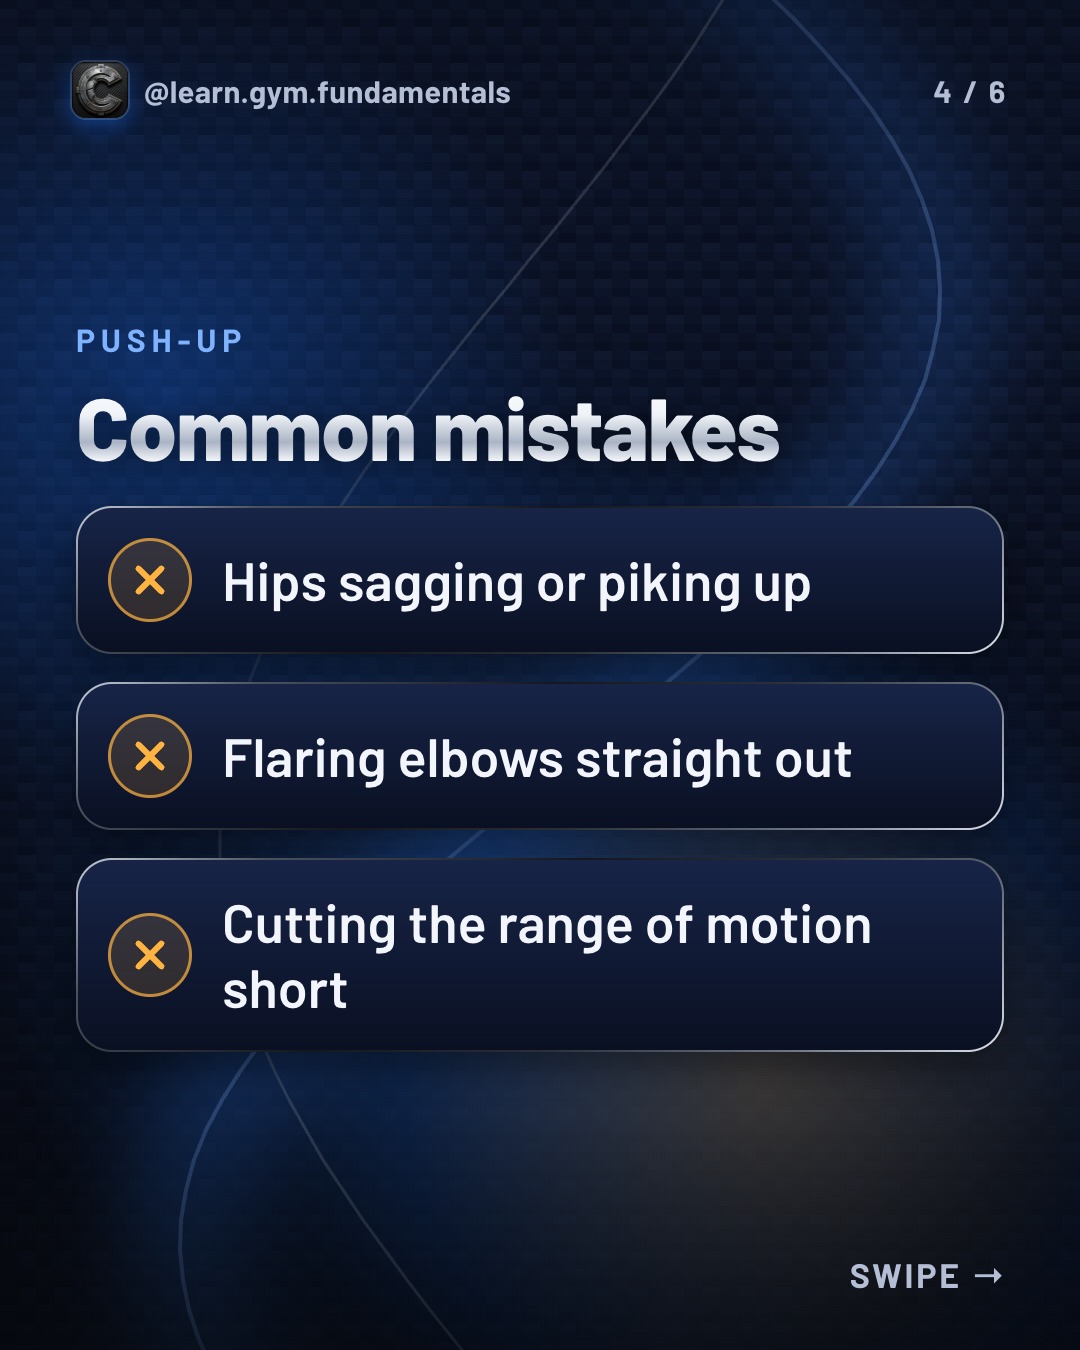 @learn.gym.fundamentals
4 / 6
PUSH-UP
Common mistakes
Hips sagging or piking up
Flaring elbows straight out
Cutting the range of motion
short
SWIPE →